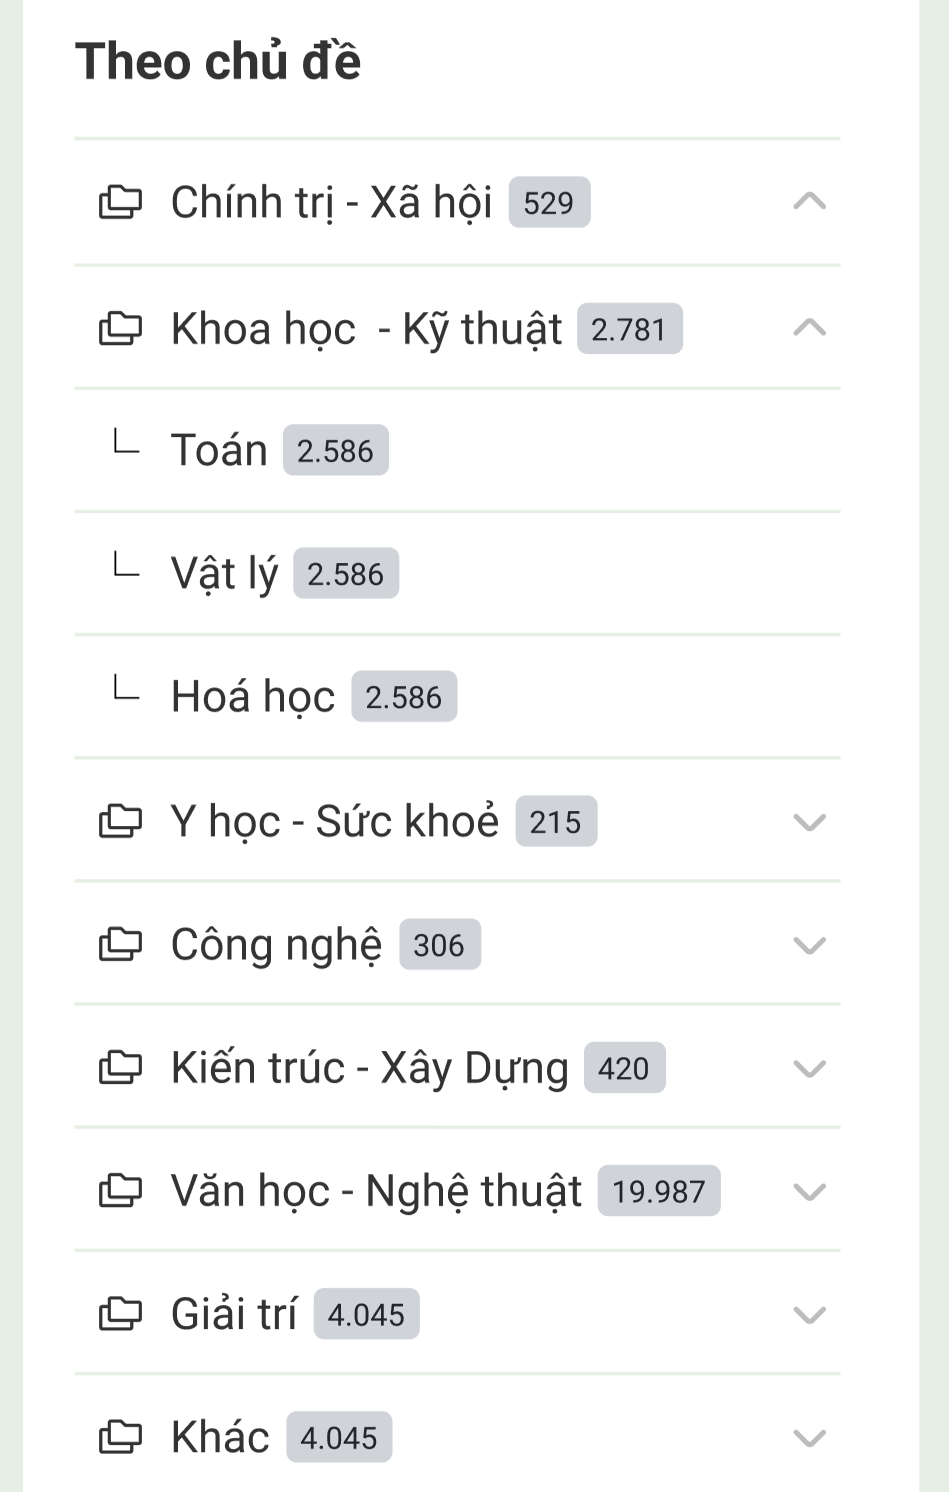 Theo chủ đề
Chính trị - Xã hội 529
Khoa học - Kỹ thuật 2.781
Toán 2.586
Vật lý 2.586
Hoá học 2.586
Y học - Sức khoẻ 215
Công nghệ 306
Kiến trúc - Xây Dựng 420
Văn học - Nghệ thuật 19.987
Giải trí 4.045
Khác 4.045